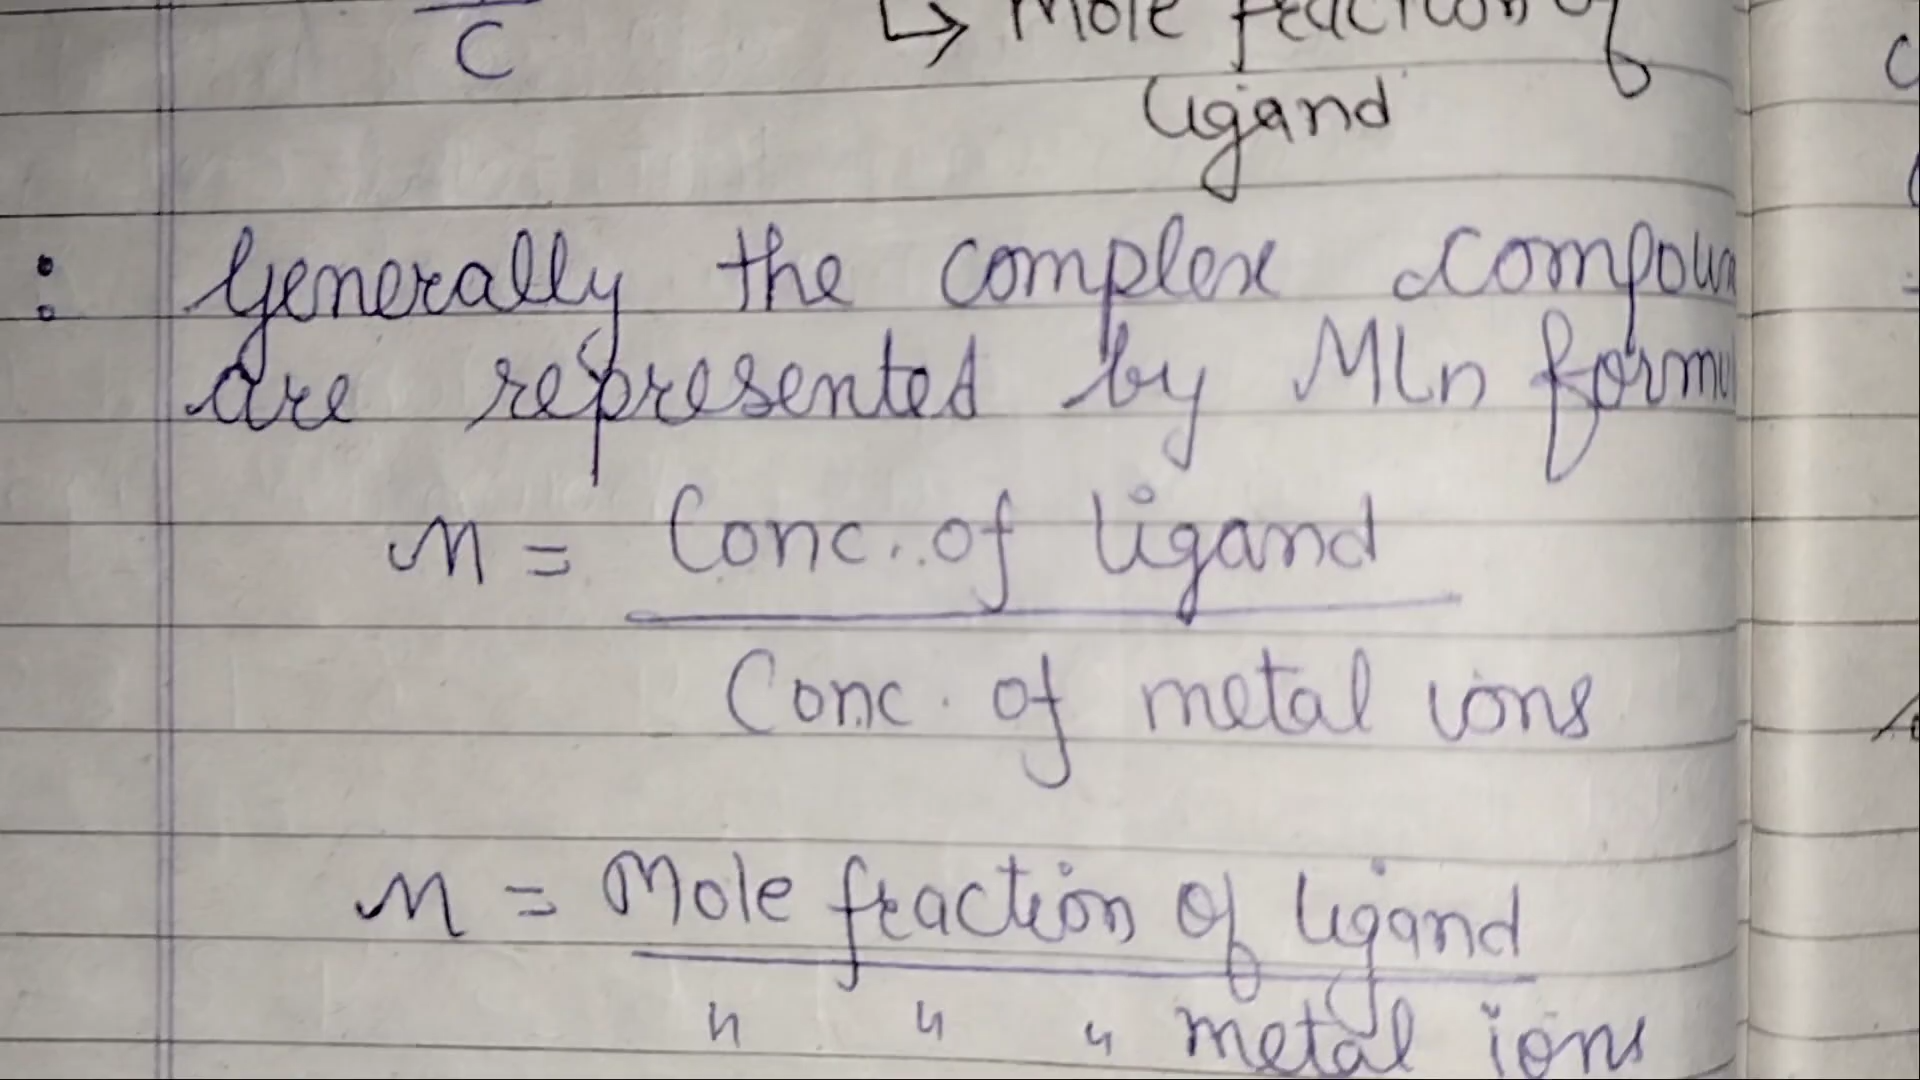 C
↳ Mole fraction of
ligand
: Generally the complex compoun
are represented by MLn formu
n = Conc. of ligand
Conc. of metal ions
n = Mole fraction of ligand
" " " metal ions